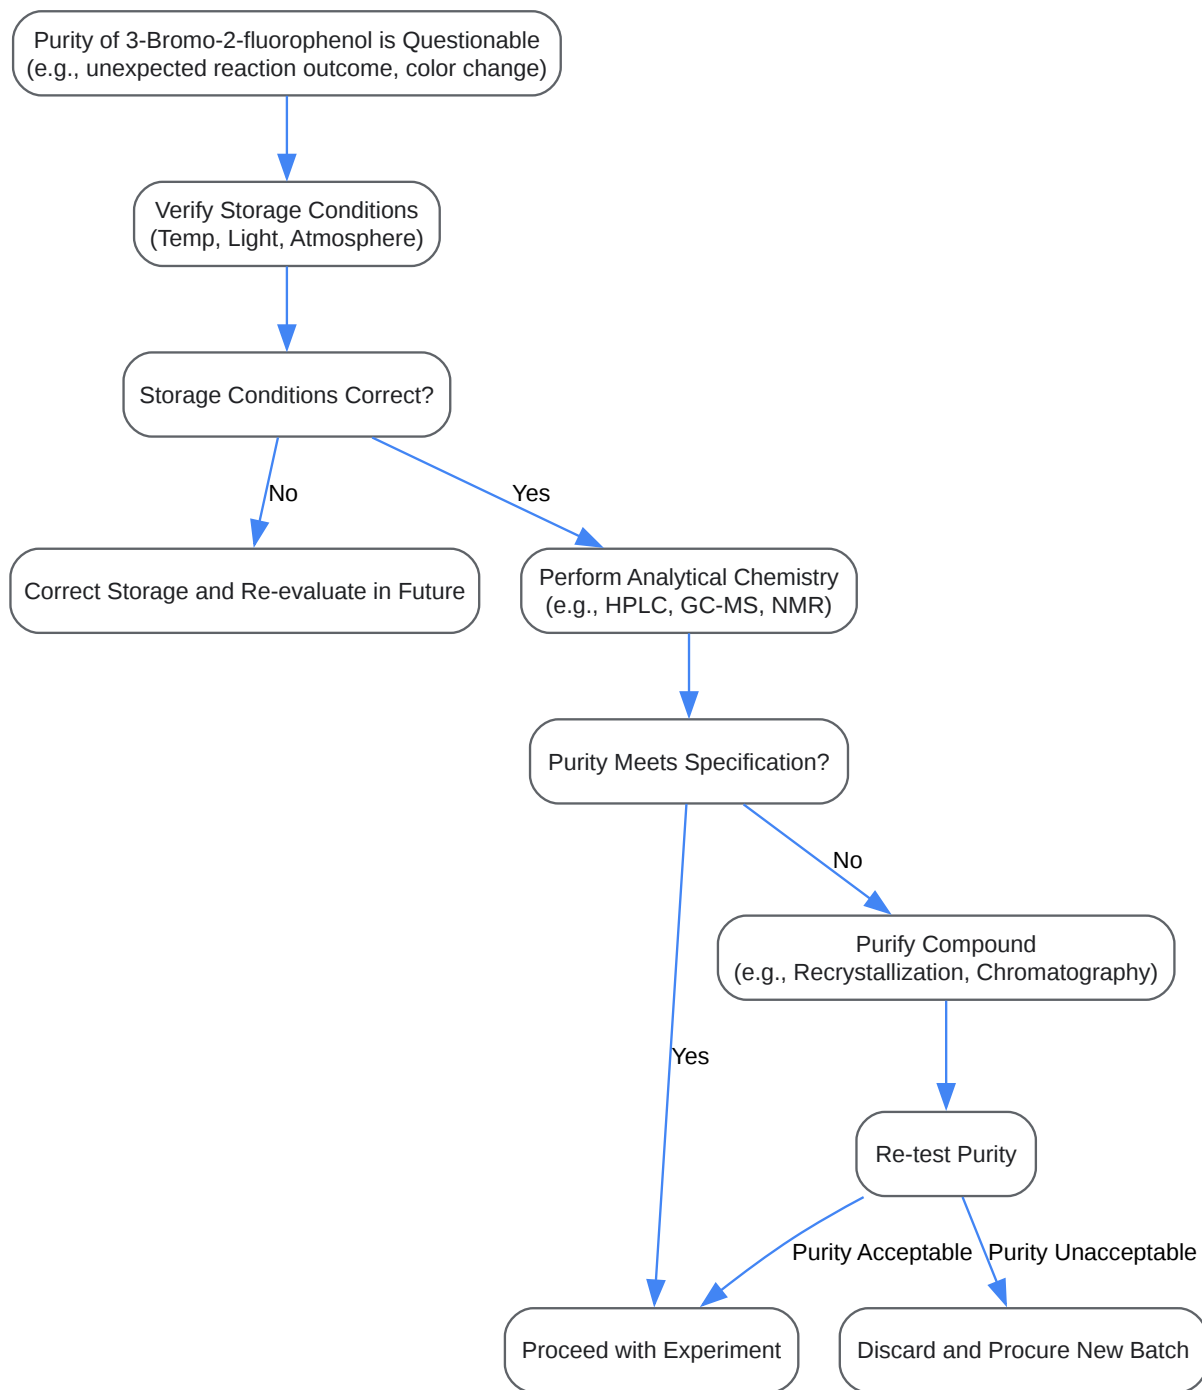 Purity of 3-Bromo-2-fluorophenol is Questionable
(e.g., unexpected reaction outcome, color change)
Verify Storage Conditions
(Temp, Light, Atmosphere)
Storage Conditions Correct?
No
Yes
Correct Storage and Re-evaluate in Future
Perform Analytical Chemistry
(e.g., HPLC, GC-MS, NMR)
Purity Meets Specification?
No
Purify Compound
(e.g., Recrystallization, Chromatography)
Yes
Re-test Purity
Purity Acceptable
Purity Unacceptable
Proceed with Experiment
Discard and Procure New Batch